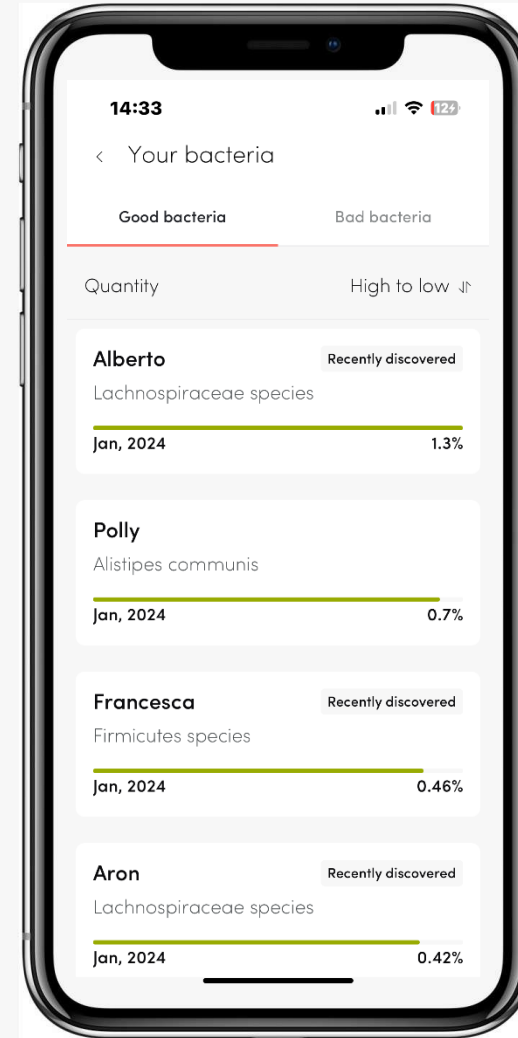 14:33
12
< Your bacteria
Good bacteria Bad bacteria
Quantity High to low
Alberto Recently discovered
Lachnospiraceae species
Jan, 2024 1.3%
Polly
Alistipes communis
Jan, 2024 0.7%
Francesca Recently discovered
Firmicutes species
Jan, 2024 0.46%
Aron Recently discovered
Lachnospiraceae species
Jan, 2024 0.42%